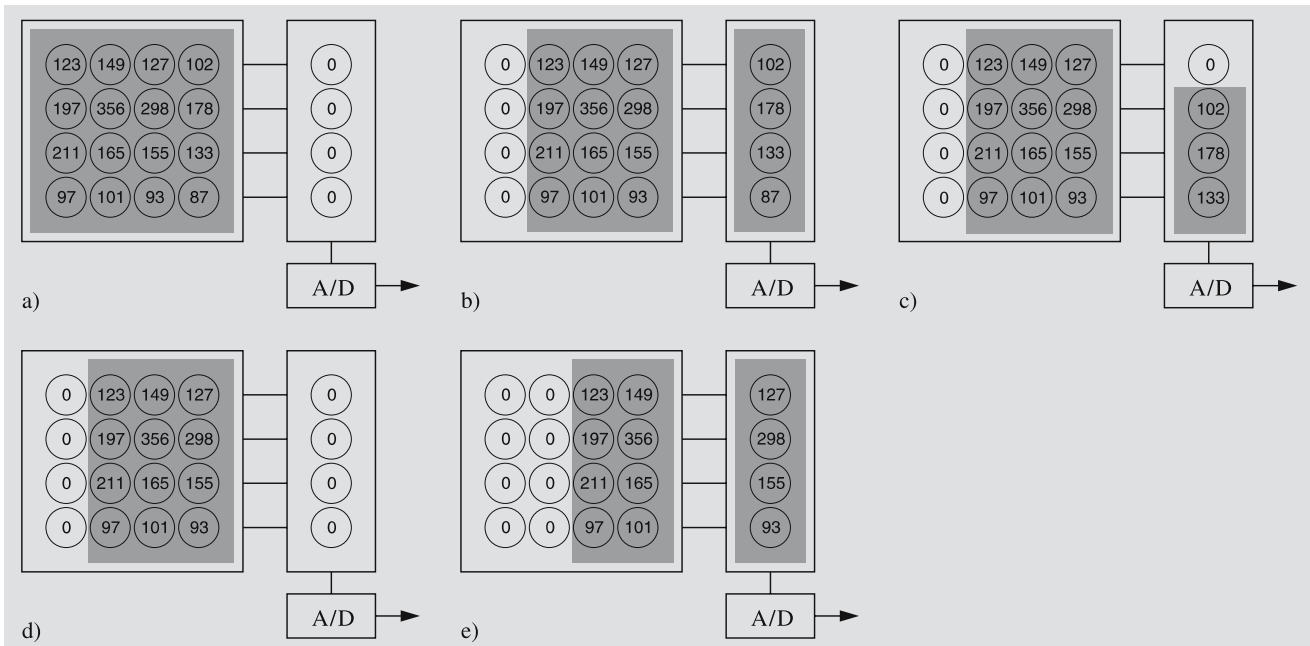 123 149 127 102 0
197 356 298 178 0
211 165 155 133 0
97 101 93 87 0
A/D
a)
0 123 149 127 102
0 197 356 298 178
0 211 165 155 133
0 97 101 93 87
A/D
b)
0 123 149 127 0
0 197 356 298 102
0 211 165 155 178
0 97 101 93 133
A/D
c)
0 123 149 127 0
0 197 356 298 0
0 211 165 155 0
0 97 101 93 0
A/D
d)
0 0 123 149 127
0 0 197 356 298
0 0 211 165 155
0 0 97 101 93
A/D
e)